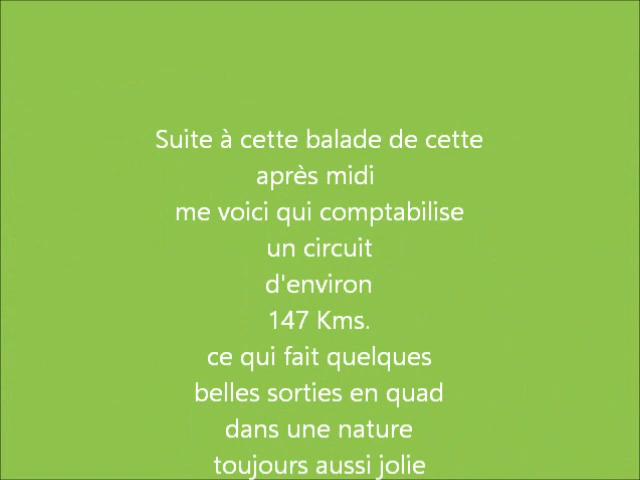 Suite à cette balade de cette
après midi
me voici qui comptabilise
un circuit
d'environ
147 Kms.
ce qui fait quelques
belles sorties en quad
dans une nature
toujours aussi jolie